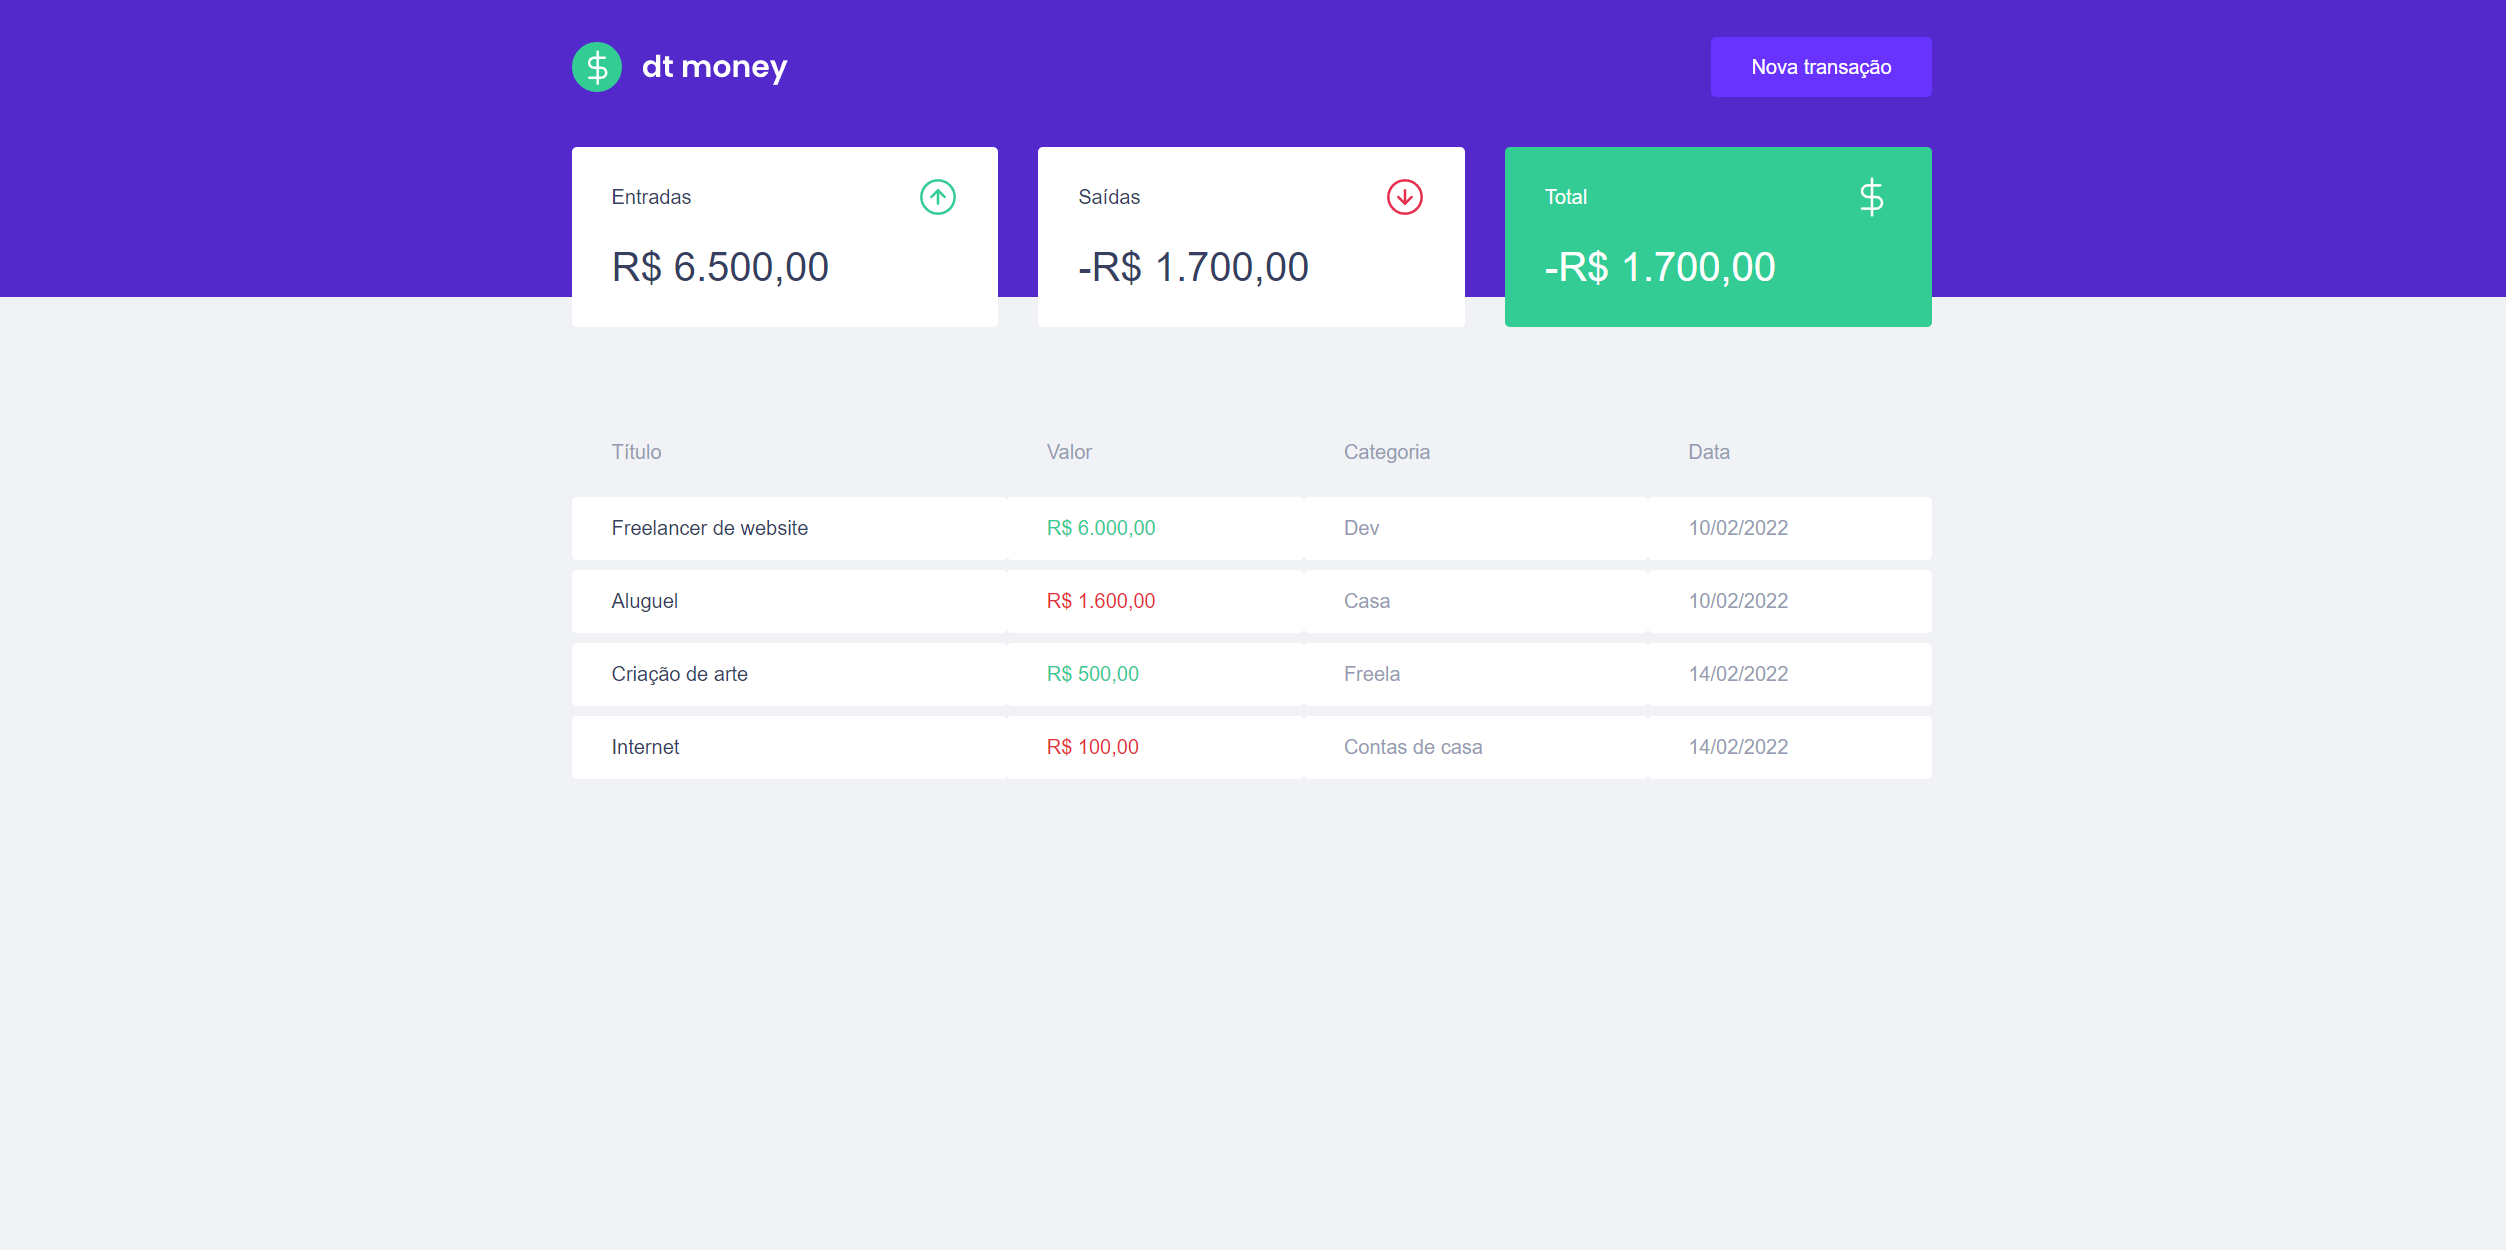 dt money
Nova transação
Entradas
R$ 6.500,00
Saídas
-R$ 1.700,00
Total
-R$ 1.700,00
Título Valor Categoria Data
Freelancer de website R$ 6.000,00 Dev 10/02/2022
Aluguel R$ 1.600,00 Casa 10/02/2022
Criação de arte R$ 500,00 Freela 14/02/2022
Internet R$ 100,00 Contas de casa 14/02/2022